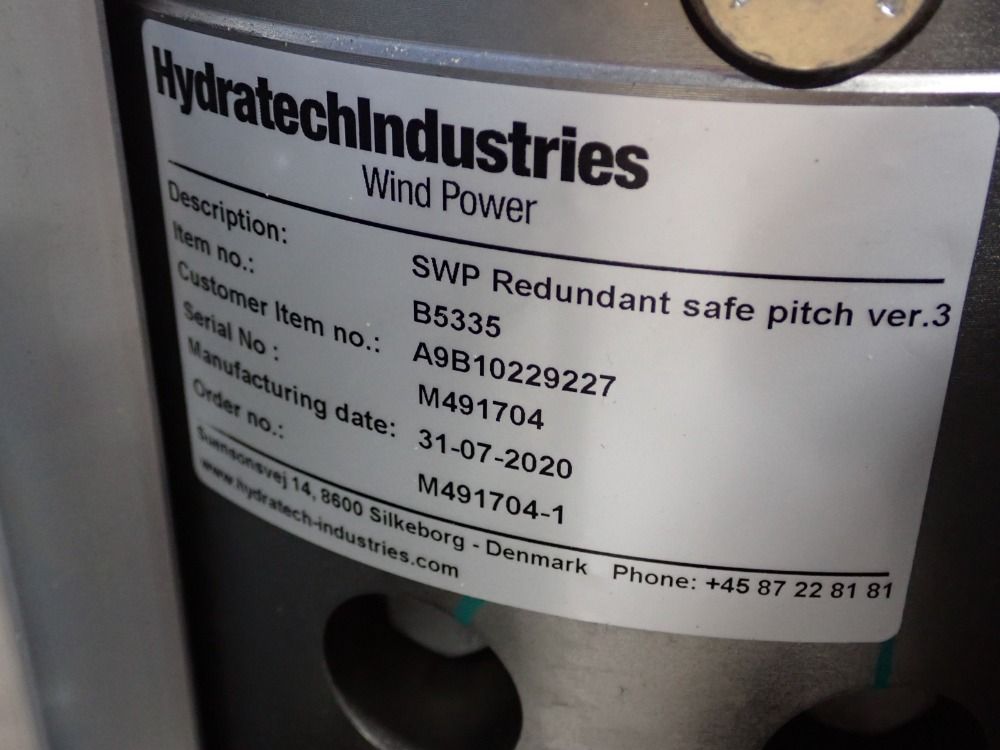 HydratechIndustries
Wind Power
Description: SWP Redundant safe pitch ver.3
Item no.: B5335
Customer Item no.: A9B10229227
Serial No : M491704
Manufacturing date: 31-07-2020
Order no.: M491704-1
Suensonsvej 14, 8600 Silkeborg - Denmark Phone: +45 87 22 81 81
www.hydratech-industries.com